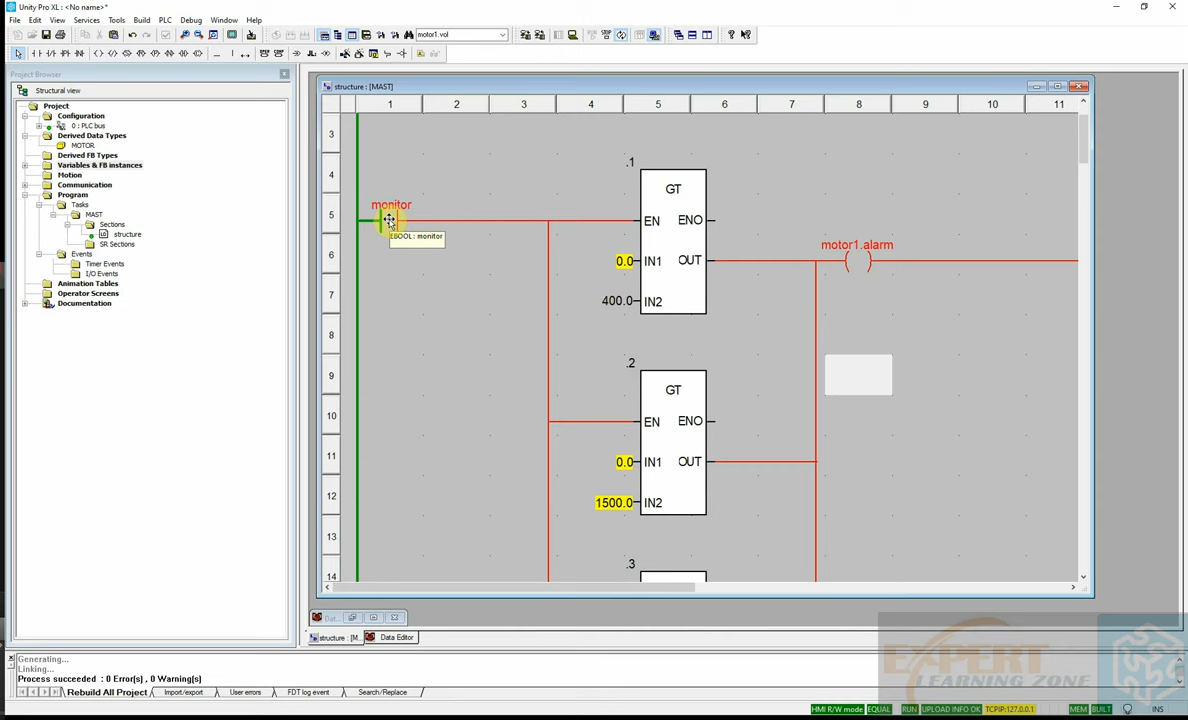 Unity Pro XL : <No name>*
File Edit View Services Tools Build PLC Debug Window Help
motor1.vol
Project Browser
Structural view
Project
Configuration
0 : PLC bus
Derived Data Types
MOTOR
Derived FB Types
Variables & FB instances
Motion
Communication
Program
Tasks
MAST
Sections
structure
SR Sections
Events
Timer Events
I/O Events
Animation Tables
Operator Screens
Documentation
structure : [MAST]
1 2 3 4 5 6 7 8 9 10 11
3
4
5
6
7
8
9
10
11
12
13
14
monitor
EBOOL : monitor
.1
GT
EN ENO
0.0 IN1 OUT
400.0 IN2
motor1.alarm
.2
GT
EN ENO
0.0 IN1 OUT
1500.0 IN2
.3
Dat...
structure : [M... Data Editor
Generating...
Linking...
Process succeeded : 0 Error(s) , 0 Warning(s)
Rebuild All Project Import/export User errors FDT log event Search/Replace
HMI R/W mode EQUAL RUN UPLOAD INFO OK TCPIP:127.0.0.1 MEM BUILT INS
EXPERT
LEARNING ZONE